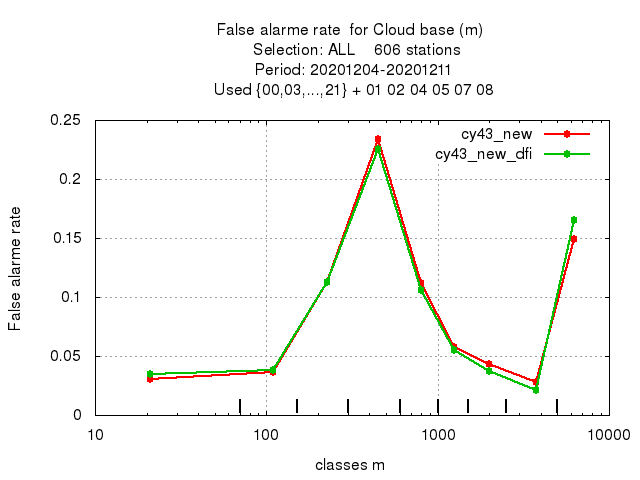 False alarme rate  for Cloud base (m)
Selection: ALL    606 stations
Period: 20201204-20201211
Used {00,03,...,21} + 01 02 04 05 07 08
cy43_new
cy43_new_dfi
0.25
0.2
0.15
0.1
0.05
0
False alarme rate
10
100
1000
10000
classes m